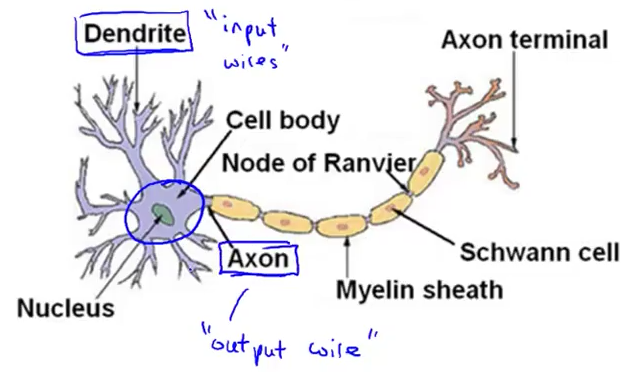 Dendrite
"input
wires"
Axon terminal
Cell body
Node of Ranvier
Axon
Schwann cell
Myelin sheath
Nucleus
"output wire"